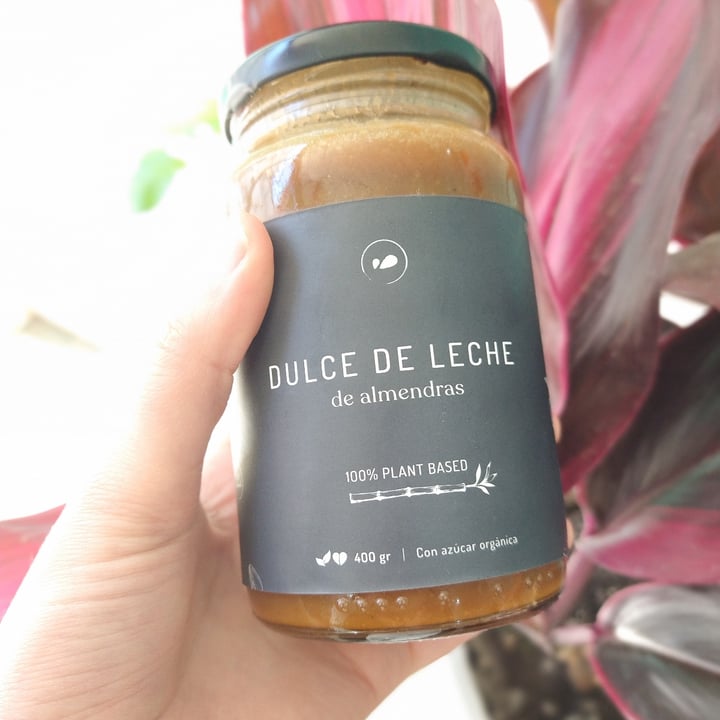 DULCE DE LECHE
de almendras
100% PLANT BASED
400 gr | Con azúcar orgánica